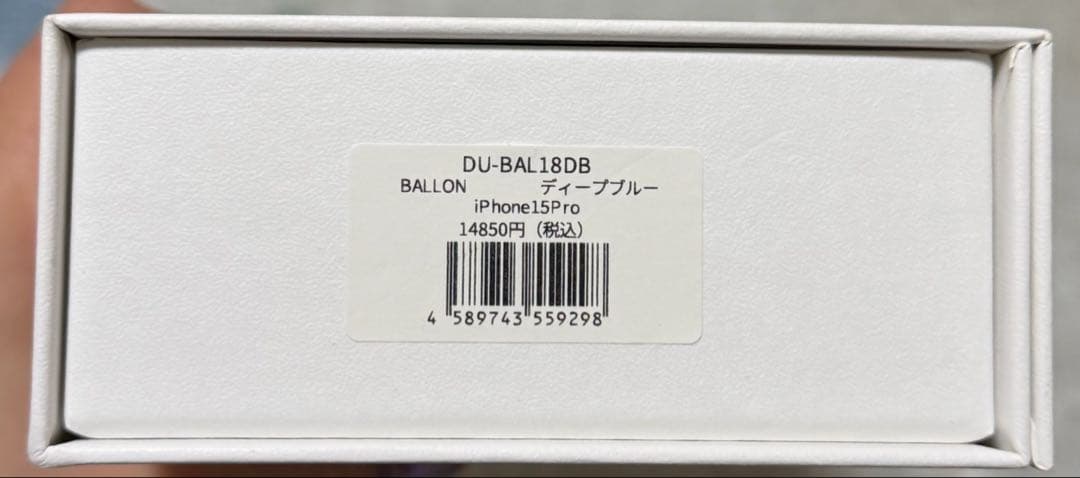 DU-BAL18DB
BALLON ディープブルー
iPhone15Pro
14850円（税込）
4 589743 559298